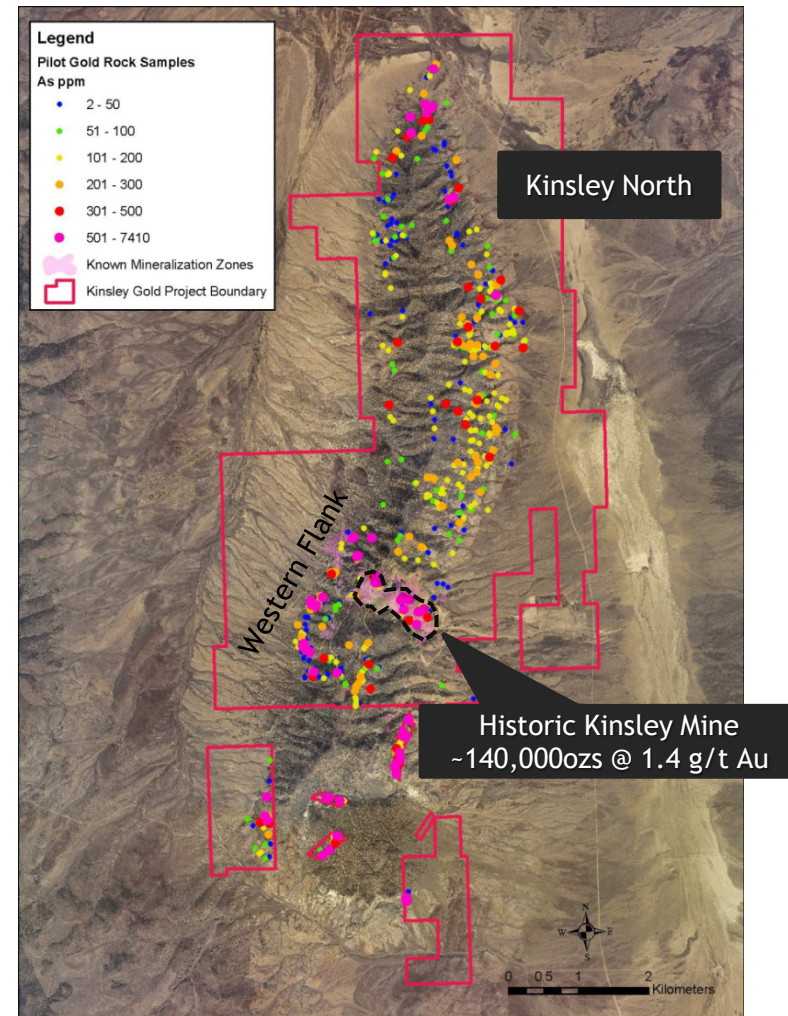 Legend
Pilot Gold Rock Samples
As ppm
2 - 50
51 - 100
101 - 200
201 - 300
301 - 500
501 - 7410
Known Mineralization Zones
Kinsley Gold Project Boundary
Kinsley North
Western Flank
Historic Kinsley Mine
~140,000ozs @ 1.4 g/t Au
N
W E
S
0 0.5 1 2
Kilometers